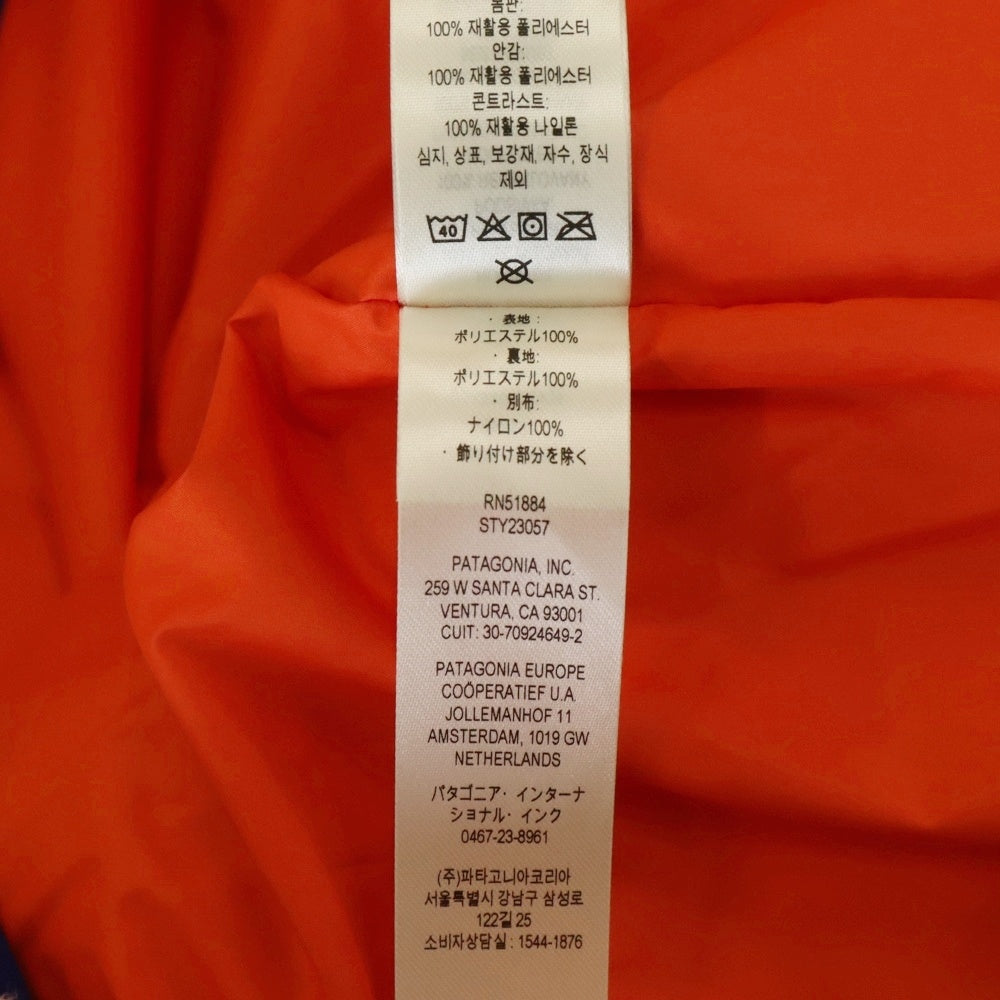 몸판:
100% 재활용 폴리에스터
안감:
100% 재활용 폴리에스터
콘트라스트:
100% 재활용 나일론
심지, 상표, 보강재, 자수, 장식
제외
40
・表地:
ポリエステル100%
・裏地:
ポリエステル100%
・別布:
ナイロン100%
・飾り付け部分を除く
RN51884
STY23057
PATAGONIA, INC.
259 W SANTA CLARA ST.
VENTURA, CA 93001
CUIT: 30-70924649-2
PATAGONIA EUROPE
COÖPERATIEF U.A.
JOLLEMANHOF 11
AMSTERDAM, 1019 GW
NETHERLANDS
パタゴニア・インターナ
ショナル・インク
0467-23-8961
(주)파타고니아코리아
서울특별시 강남구 삼성로
122길 25
소비자상담실 : 1544-1876